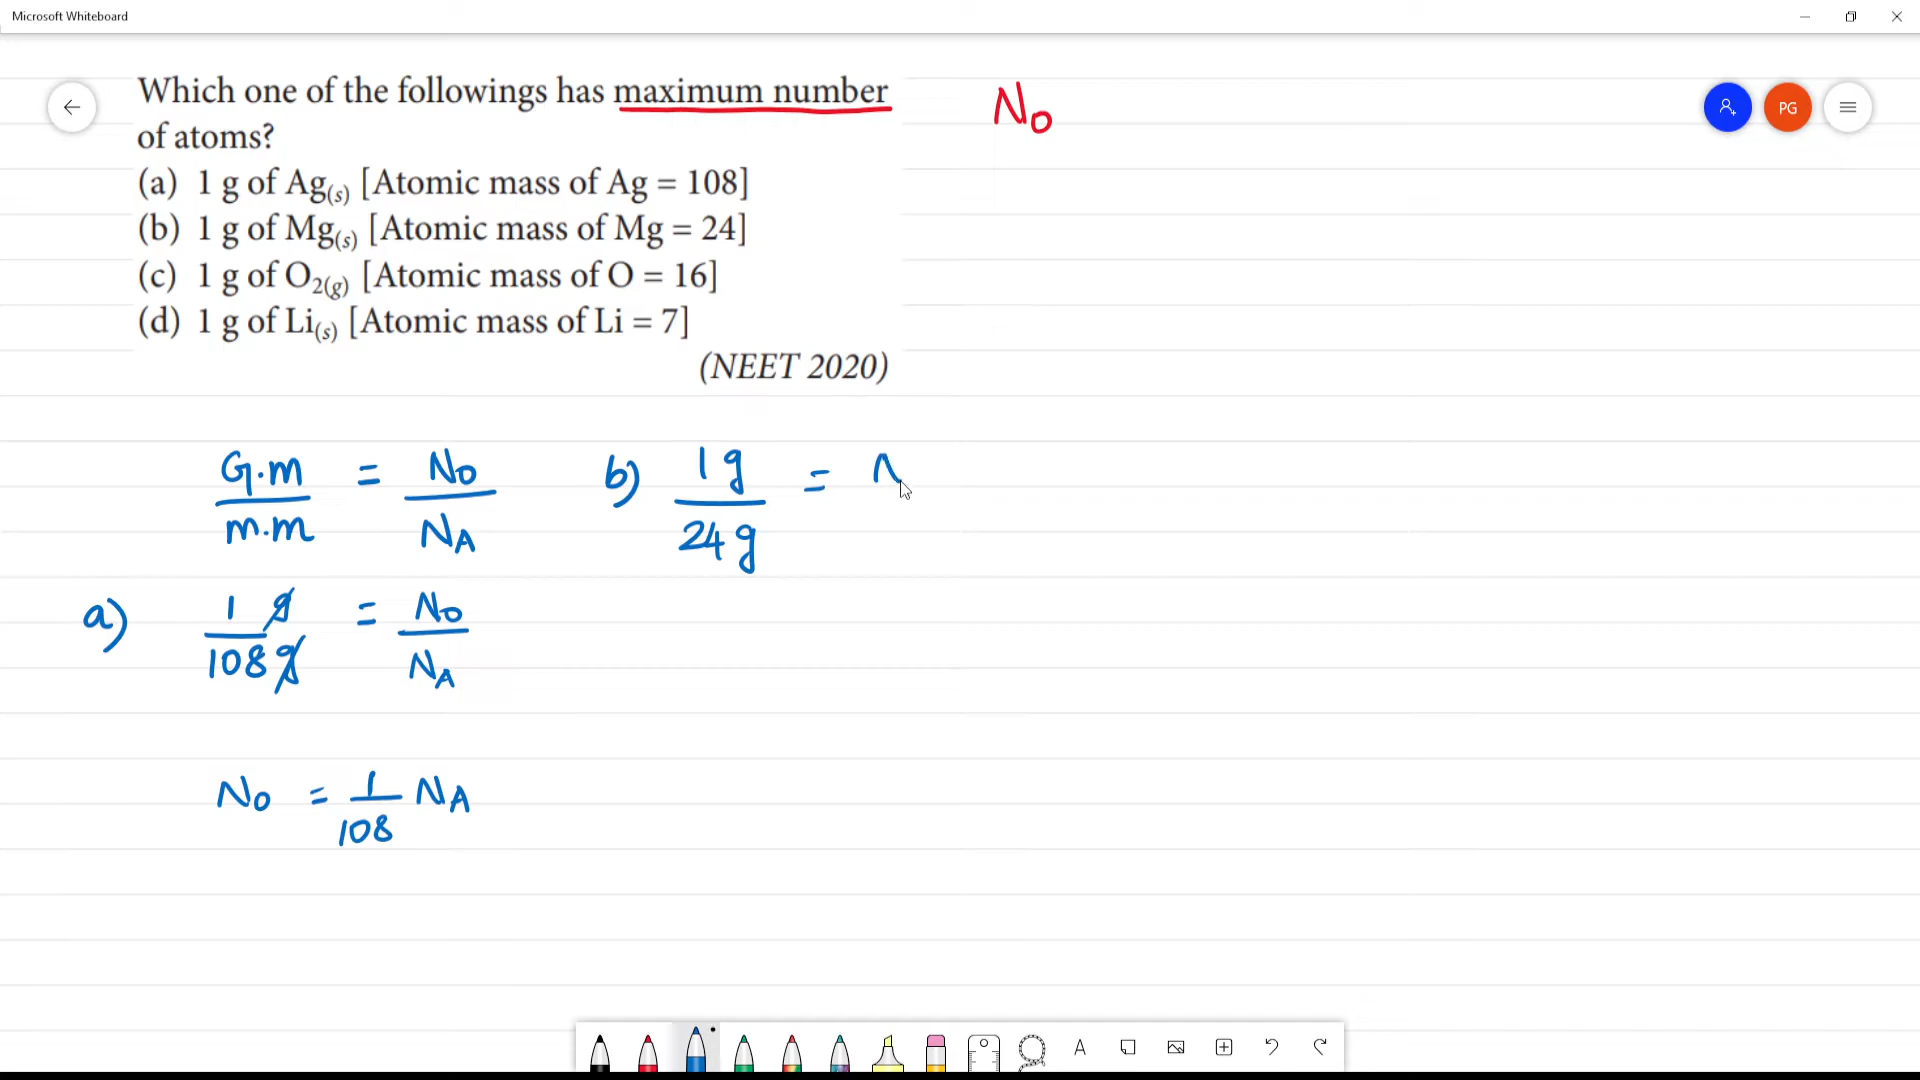 Microsoft Whiteboard
Which one of the followings has maximum number
of atoms?
(a) 1 g of Ag(s) [Atomic mass of Ag = 108]
(b) 1 g of Mg(s) [Atomic mass of Mg = 24]
(c) 1 g of O2(g) [Atomic mass of O = 16]
(d) 1 g of Li(s) [Atomic mass of Li = 7]
(NEET 2020)
No
PG
G.m/m.m = No/NA
b) 1g/24g = N
a) 1g/108g = No/NA
No = 1/108 NA
A